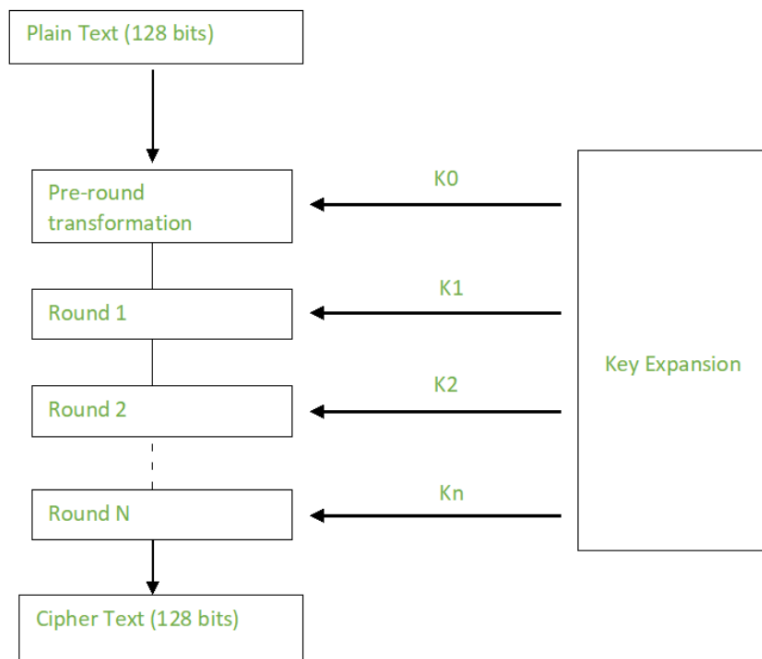 Plain Text (128 bits)
Pre-round
transformation
K0
Round 1
K1
Round 2
K2
Key Expansion
Round N
Kn
Cipher Text (128 bits)